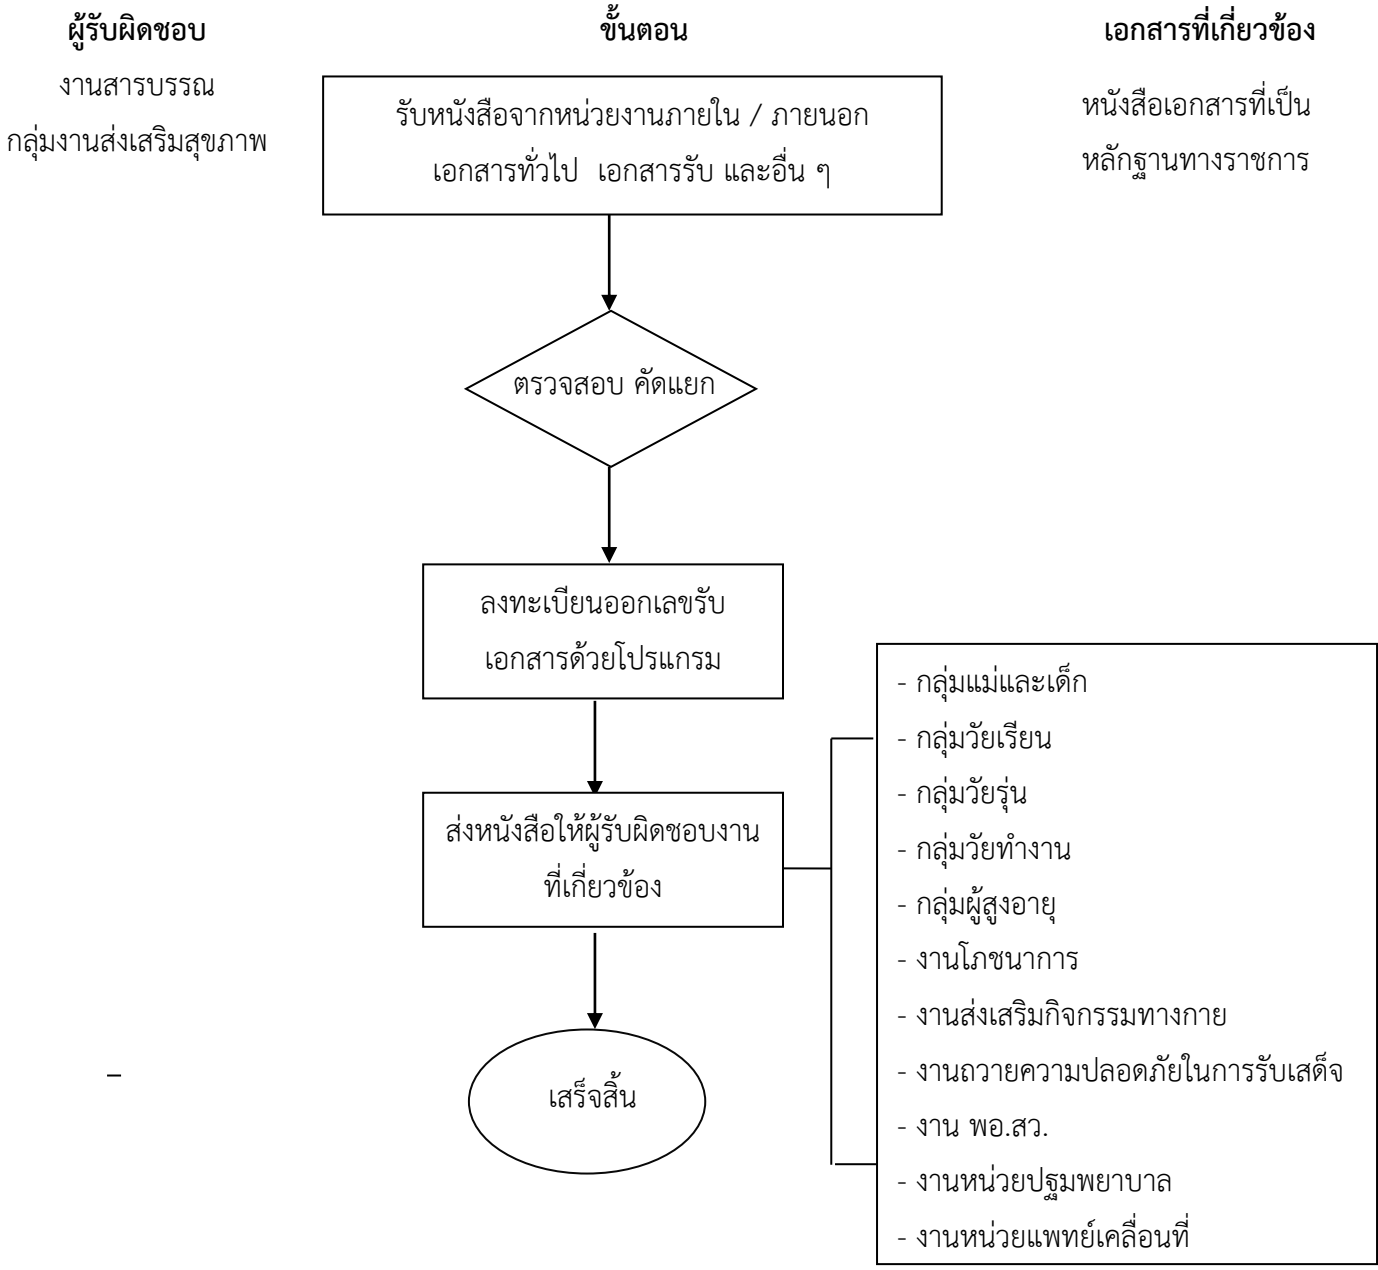 ผู้รับผิดชอบ
ขั้นตอน
เอกสารที่เกี่ยวข้อง
งานสารบรรณ
กลุ่มงานส่งเสริมสุขภาพ
รับหนังสือจากหน่วยงานภายใน / ภายนอก
เอกสารทั่วไป เอกสารรับ และอื่น ๆ
หนังสือเอกสารที่เป็น
หลักฐานทางราชการ
ตรวจสอบ คัดแยก
ลงทะเบียนออกเลขรับ
เอกสารด้วยโปรแกรม
ส่งหนังสือให้ผู้รับผิดชอบงาน
ที่เกี่ยวข้อง
- กลุ่มแม่และเด็ก
- กลุ่มวัยเรียน
- กลุ่มวัยรุ่น
- กลุ่มวัยทำงาน
- กลุ่มผู้สูงอายุ
- งานโภชนาการ
- งานส่งเสริมกิจกรรมทางกาย
- งานถวายความปลอดภัยในการรับเสด็จ
- งาน พอ.สว.
- งานหน่วยปฐมพยาบาล
- งานหน่วยแพทย์เคลื่อนที่
–
เสร็จสิ้น